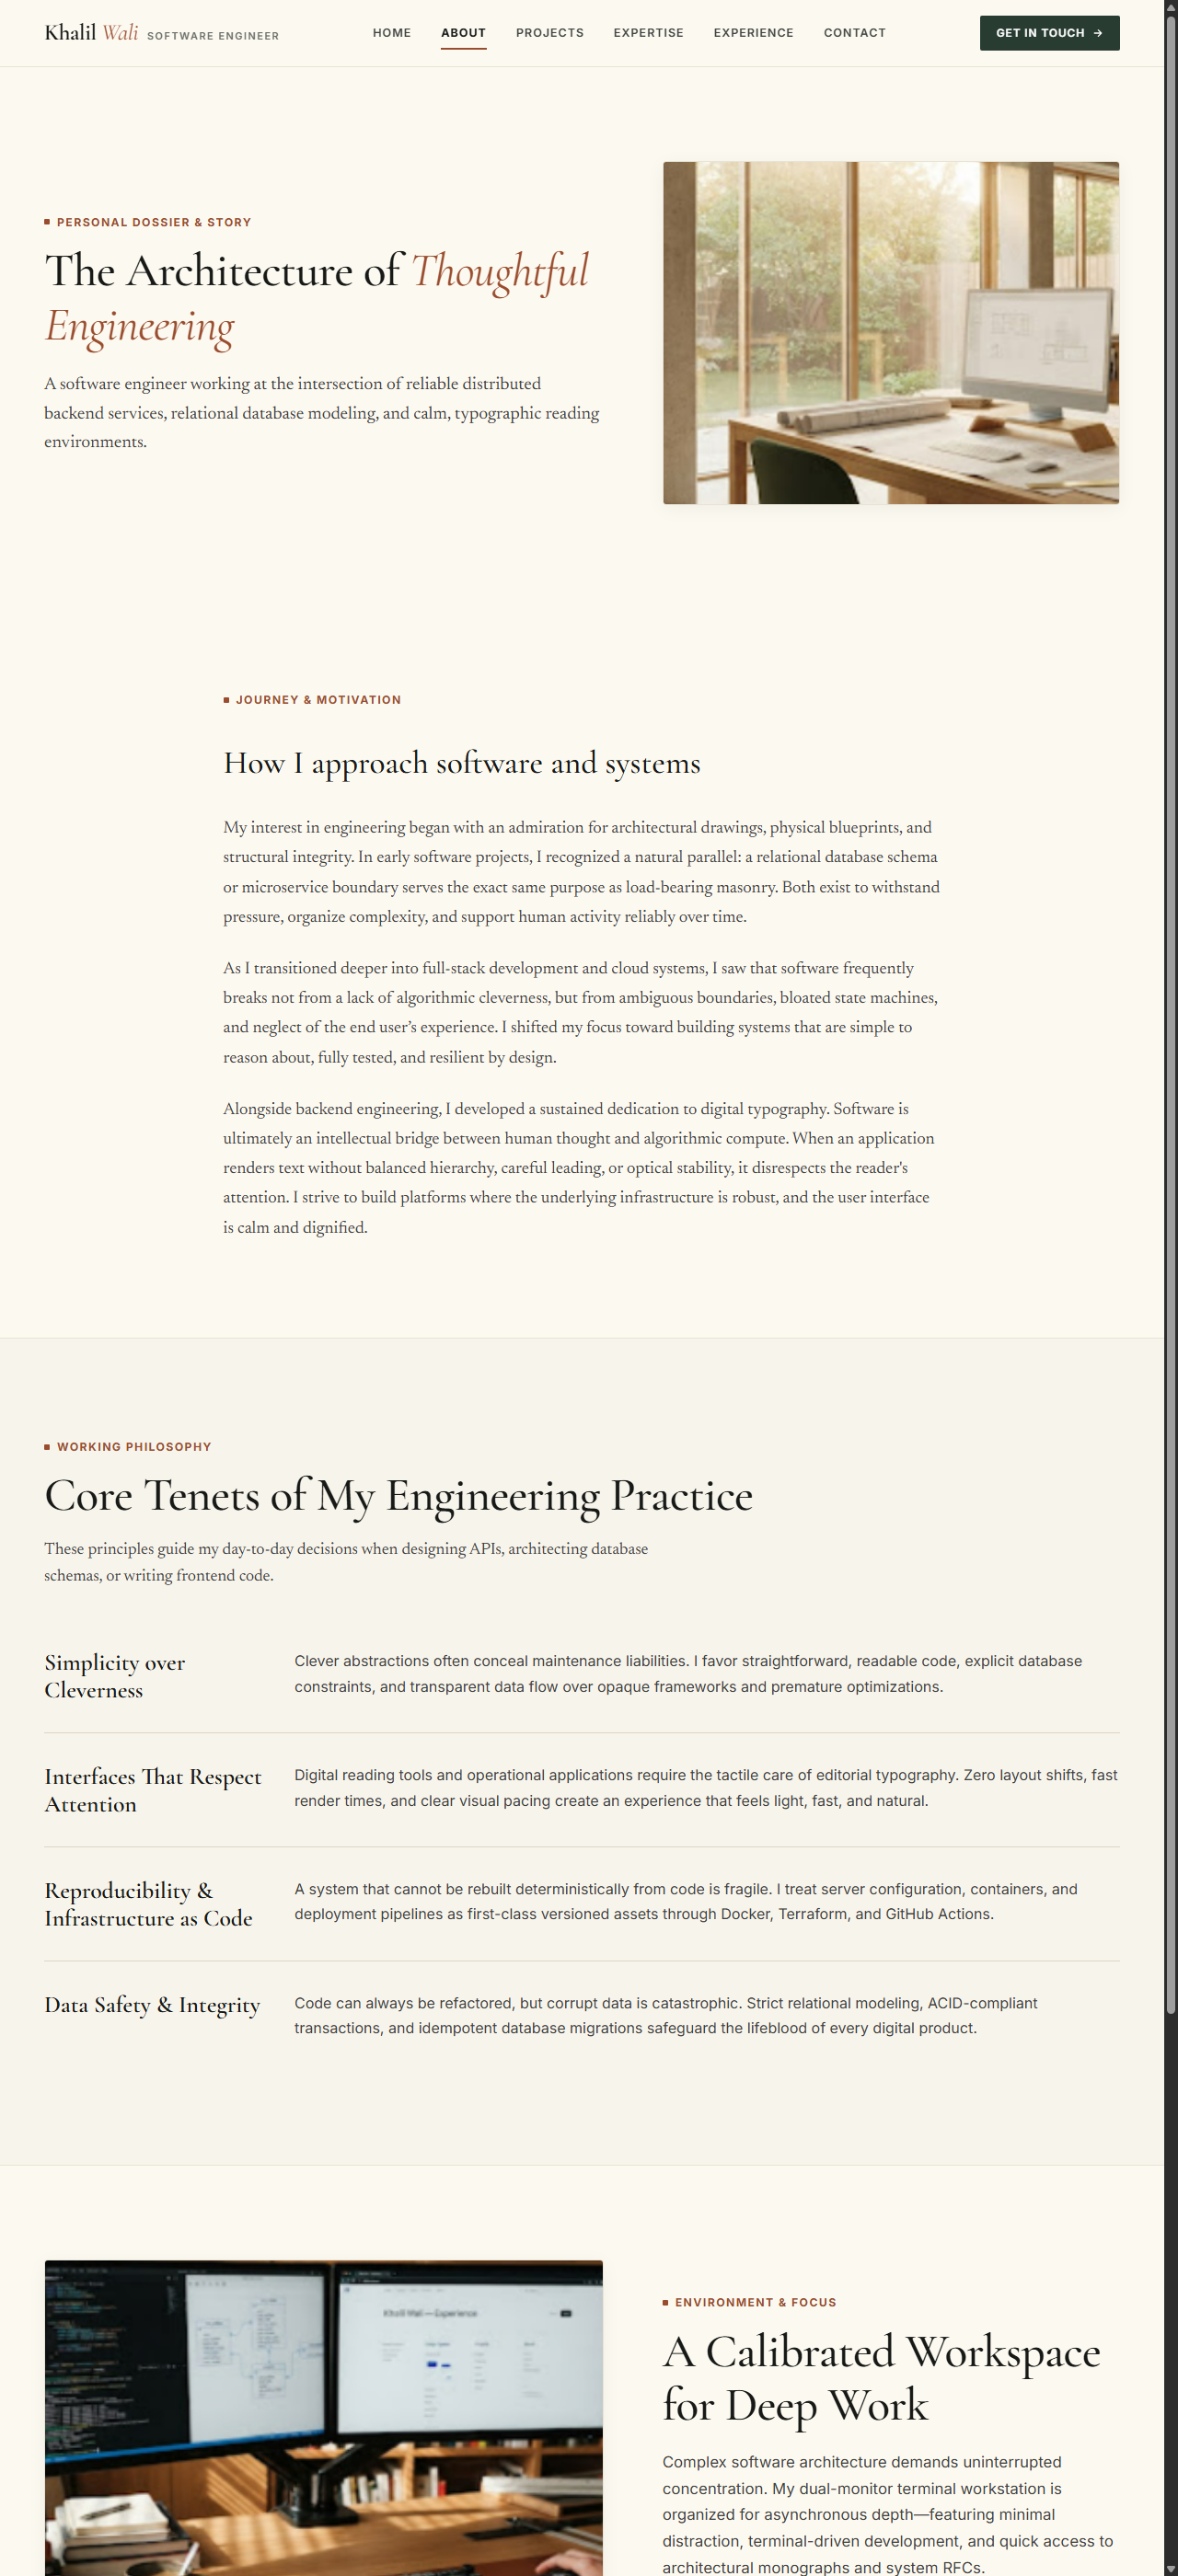 Khalil Wali SOFTWARE ENGINEER
HOME ABOUT PROJECTS EXPERTISE EXPERIENCE CONTACT
GET IN TOUCH →
PERSONAL DOSSIER & STORY
The Architecture of Thoughtful
Engineering
A software engineer working at the intersection of reliable distributed
backend services, relational database modeling, and calm, typographic reading
environments.
JOURNEY & MOTIVATION
How I approach software and systems
My interest in engineering began with an admiration for architectural drawings, physical blueprints, and
structural integrity. In early software projects, I recognized a natural parallel: a relational database schema
or microservice boundary serves the exact same purpose as load-bearing masonry. Both exist to withstand
pressure, organize complexity, and support human activity reliably over time.
As I transitioned deeper into full-stack development and cloud systems, I saw that software frequently
breaks not from a lack of algorithmic cleverness, but from ambiguous boundaries, bloated state machines,
and neglect of the end user’s experience. I shifted my focus toward building systems that are simple to
reason about, fully tested, and resilient by design.
Alongside backend engineering, I developed a sustained dedication to digital typography. Software is
ultimately an intellectual bridge between human thought and algorithmic compute. When an application
renders text without balanced hierarchy, careful leading, or optical stability, it disrespects the reader's
attention. I strive to build platforms where the underlying infrastructure is robust, and the user interface
is calm and dignified.
WORKING PHILOSOPHY
Core Tenets of My Engineering Practice
These principles guide my day-to-day decisions when designing APIs, architecting database
schemas, or writing frontend code.
Simplicity over
Cleverness
Clever abstractions often conceal maintenance liabilities. I favor straightforward, readable code, explicit database
constraints, and transparent data flow over opaque frameworks and premature optimizations.
Interfaces That Respect
Attention
Digital reading tools and operational applications require the tactile care of editorial typography. Zero layout shifts, fast
render times, and clear visual pacing create an experience that feels light, fast, and natural.
Reproducibility &
Infrastructure as Code
A system that cannot be rebuilt deterministically from code is fragile. I treat server configuration, containers, and
deployment pipelines as first-class versioned assets through Docker, Terraform, and GitHub Actions.
Data Safety & Integrity
Code can always be refactored, but corrupt data is catastrophic. Strict relational modeling, ACID-compliant
transactions, and idempotent database migrations safeguard the lifeblood of every digital product.
Khalil Wali — Experience
ENVIRONMENT & FOCUS
A Calibrated Workspace
for Deep Work
Complex software architecture demands uninterrupted
concentration. My dual-monitor terminal workstation is
organized for asynchronous depth—featuring minimal
distraction, terminal-driven development, and quick access to
architectural monographs and system RFCs.